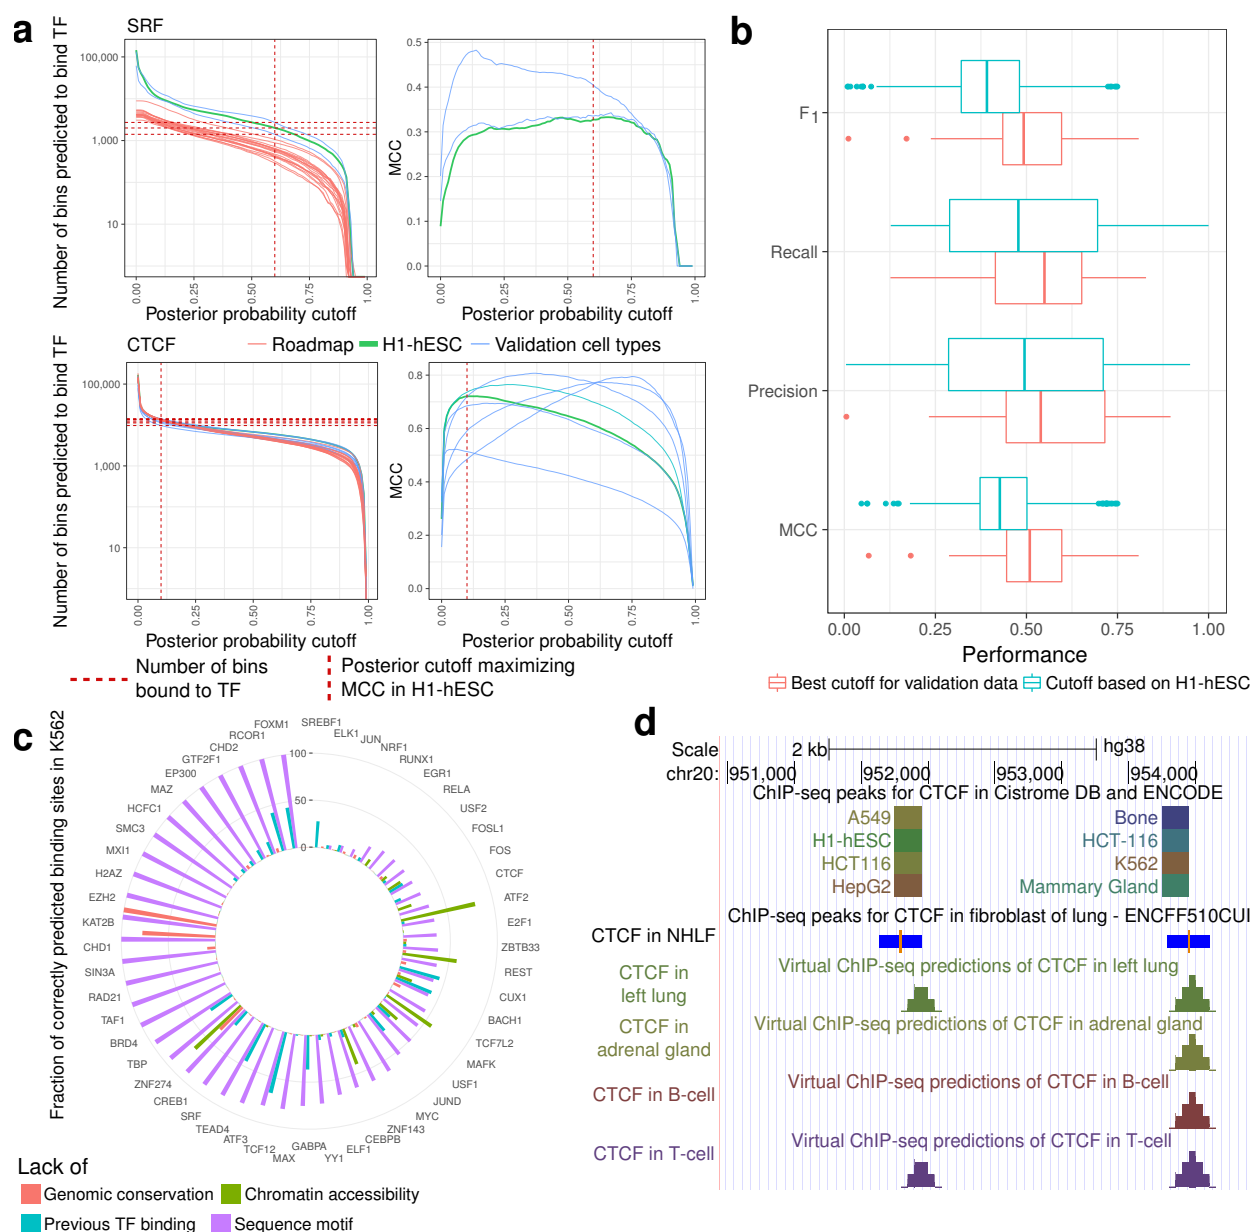 a
SRF
Number of bins predicted to bind TF
100,000
1,000
10
0.00
0.25
0.50
0.75
1.00
Posterior probability cutoff
MCC
0.5
0.4
0.3
0.2
0.1
0.0
0.00
0.25
0.50
0.75
1.00
Posterior probability cutoff
CTCF
Roadmap
H1-hESC
Validation cell types
Number of bins predicted to bind TF
100,000
1,000
10
0.00
0.25
0.50
0.75
1.00
Posterior probability cutoff
MCC
0.8
0.6
0.4
0.2
0.0
0.00
0.25
0.50
0.75
1.00
Posterior probability cutoff
Number of bins
bound to TF
Posterior cutoff maximizing
MCC in H1-hESC
b
F1
Recall
Precision
MCC
0.00
0.25
0.50
0.75
1.00
Performance
Best cutoff for validation data
Cutoff based on H1-hESC
c
Fraction of correctly predicted binding sites in K562
100
50
0
SREBF1
ELK1
JUN
NRF1
RUNX1
EGR1
RELA
USF2
FOSL1
FOS
CTCF
ATF2
E2F1
ZBTB33
REST
CUX1
BACH1
TCF7L2
MAFK
USF1
JUND
MYC
ZNF143
CEBPB
ELF1
YY1
GABPA
MAX
TCF12
ATF3
TEAD4
SRF
CREB1
ZNF274
TBP
BRD4
TAF1
RAD21
SIN3A
CHD1
KAT2B
EZH2
H2AZ
MXI1
SMC3
HCFC1
MAZ
EP300
GTF2F1
CHD2
RCOR1
FOXM1
Lack of
Genomic conservation
Chromatin accessibility
Previous TF binding
Sequence motif
d
Scale
2 kb
hg38
chr20:
951,000
952,000
953,000
954,000
ChIP-seq peaks for CTCF in Cistrome DB and ENCODE
A549
Bone
H1-hESC
HCT-116
HCT116
K562
HepG2
Mammary Gland
ChIP-seq peaks for CTCF in fibroblast of lung - ENCFF510CUI
CTCF in NHLF
Virtual ChIP-seq predictions of CTCF in left lung
CTCF in
left lung
Virtual ChIP-seq predictions of CTCF in adrenal gland
CTCF in
adrenal gland
Virtual ChIP-seq predictions of CTCF in B-cell
CTCF in B-cell
Virtual ChIP-seq predictions of CTCF in T-cell
CTCF in T-cell